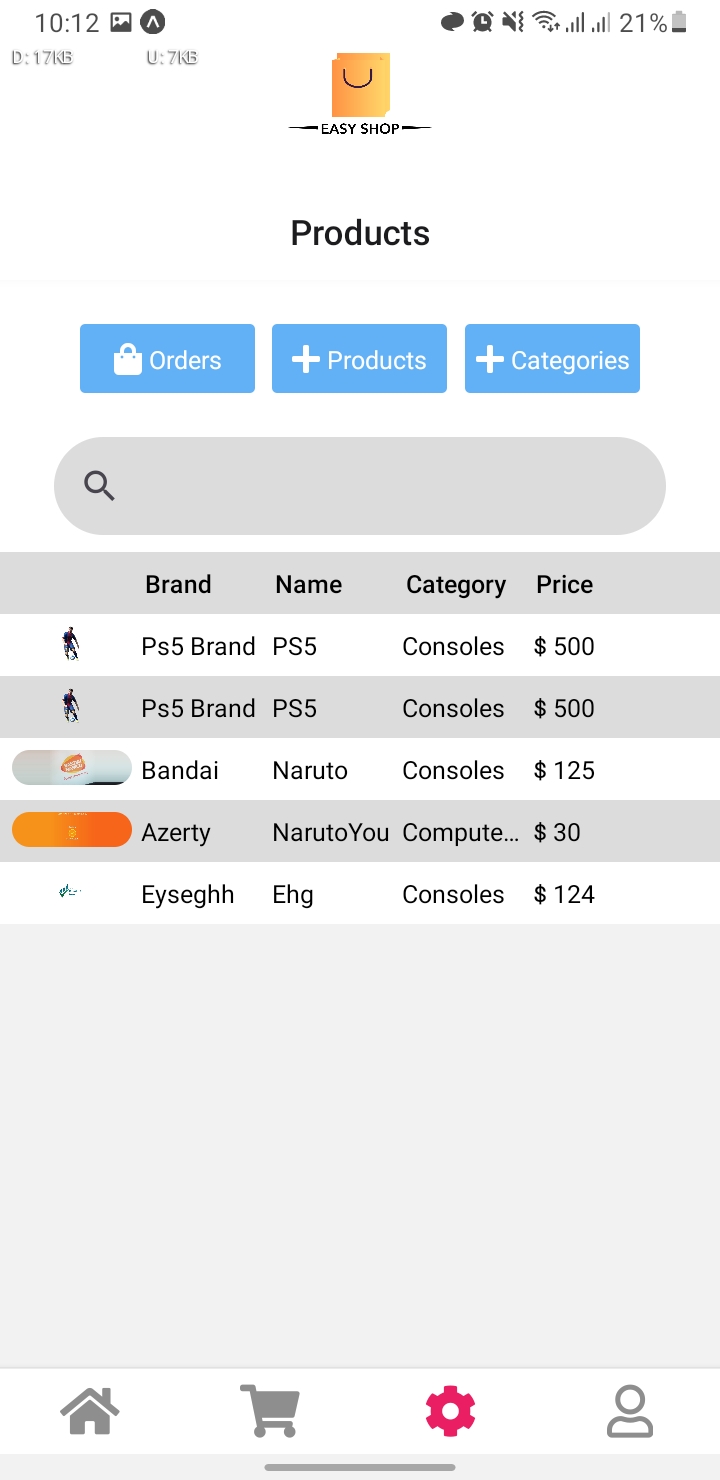 10:12 21%
D:17KB U:7KB
EASY SHOP
Products
Orders Products Categories
Brand Name Category Price
Ps5 Brand PS5 Consoles $ 500
Ps5 Brand PS5 Consoles $ 500
Bandai Naruto Consoles $ 125
Azerty NarutoYou Compute... $ 30
Eyseghh Ehg Consoles $ 124